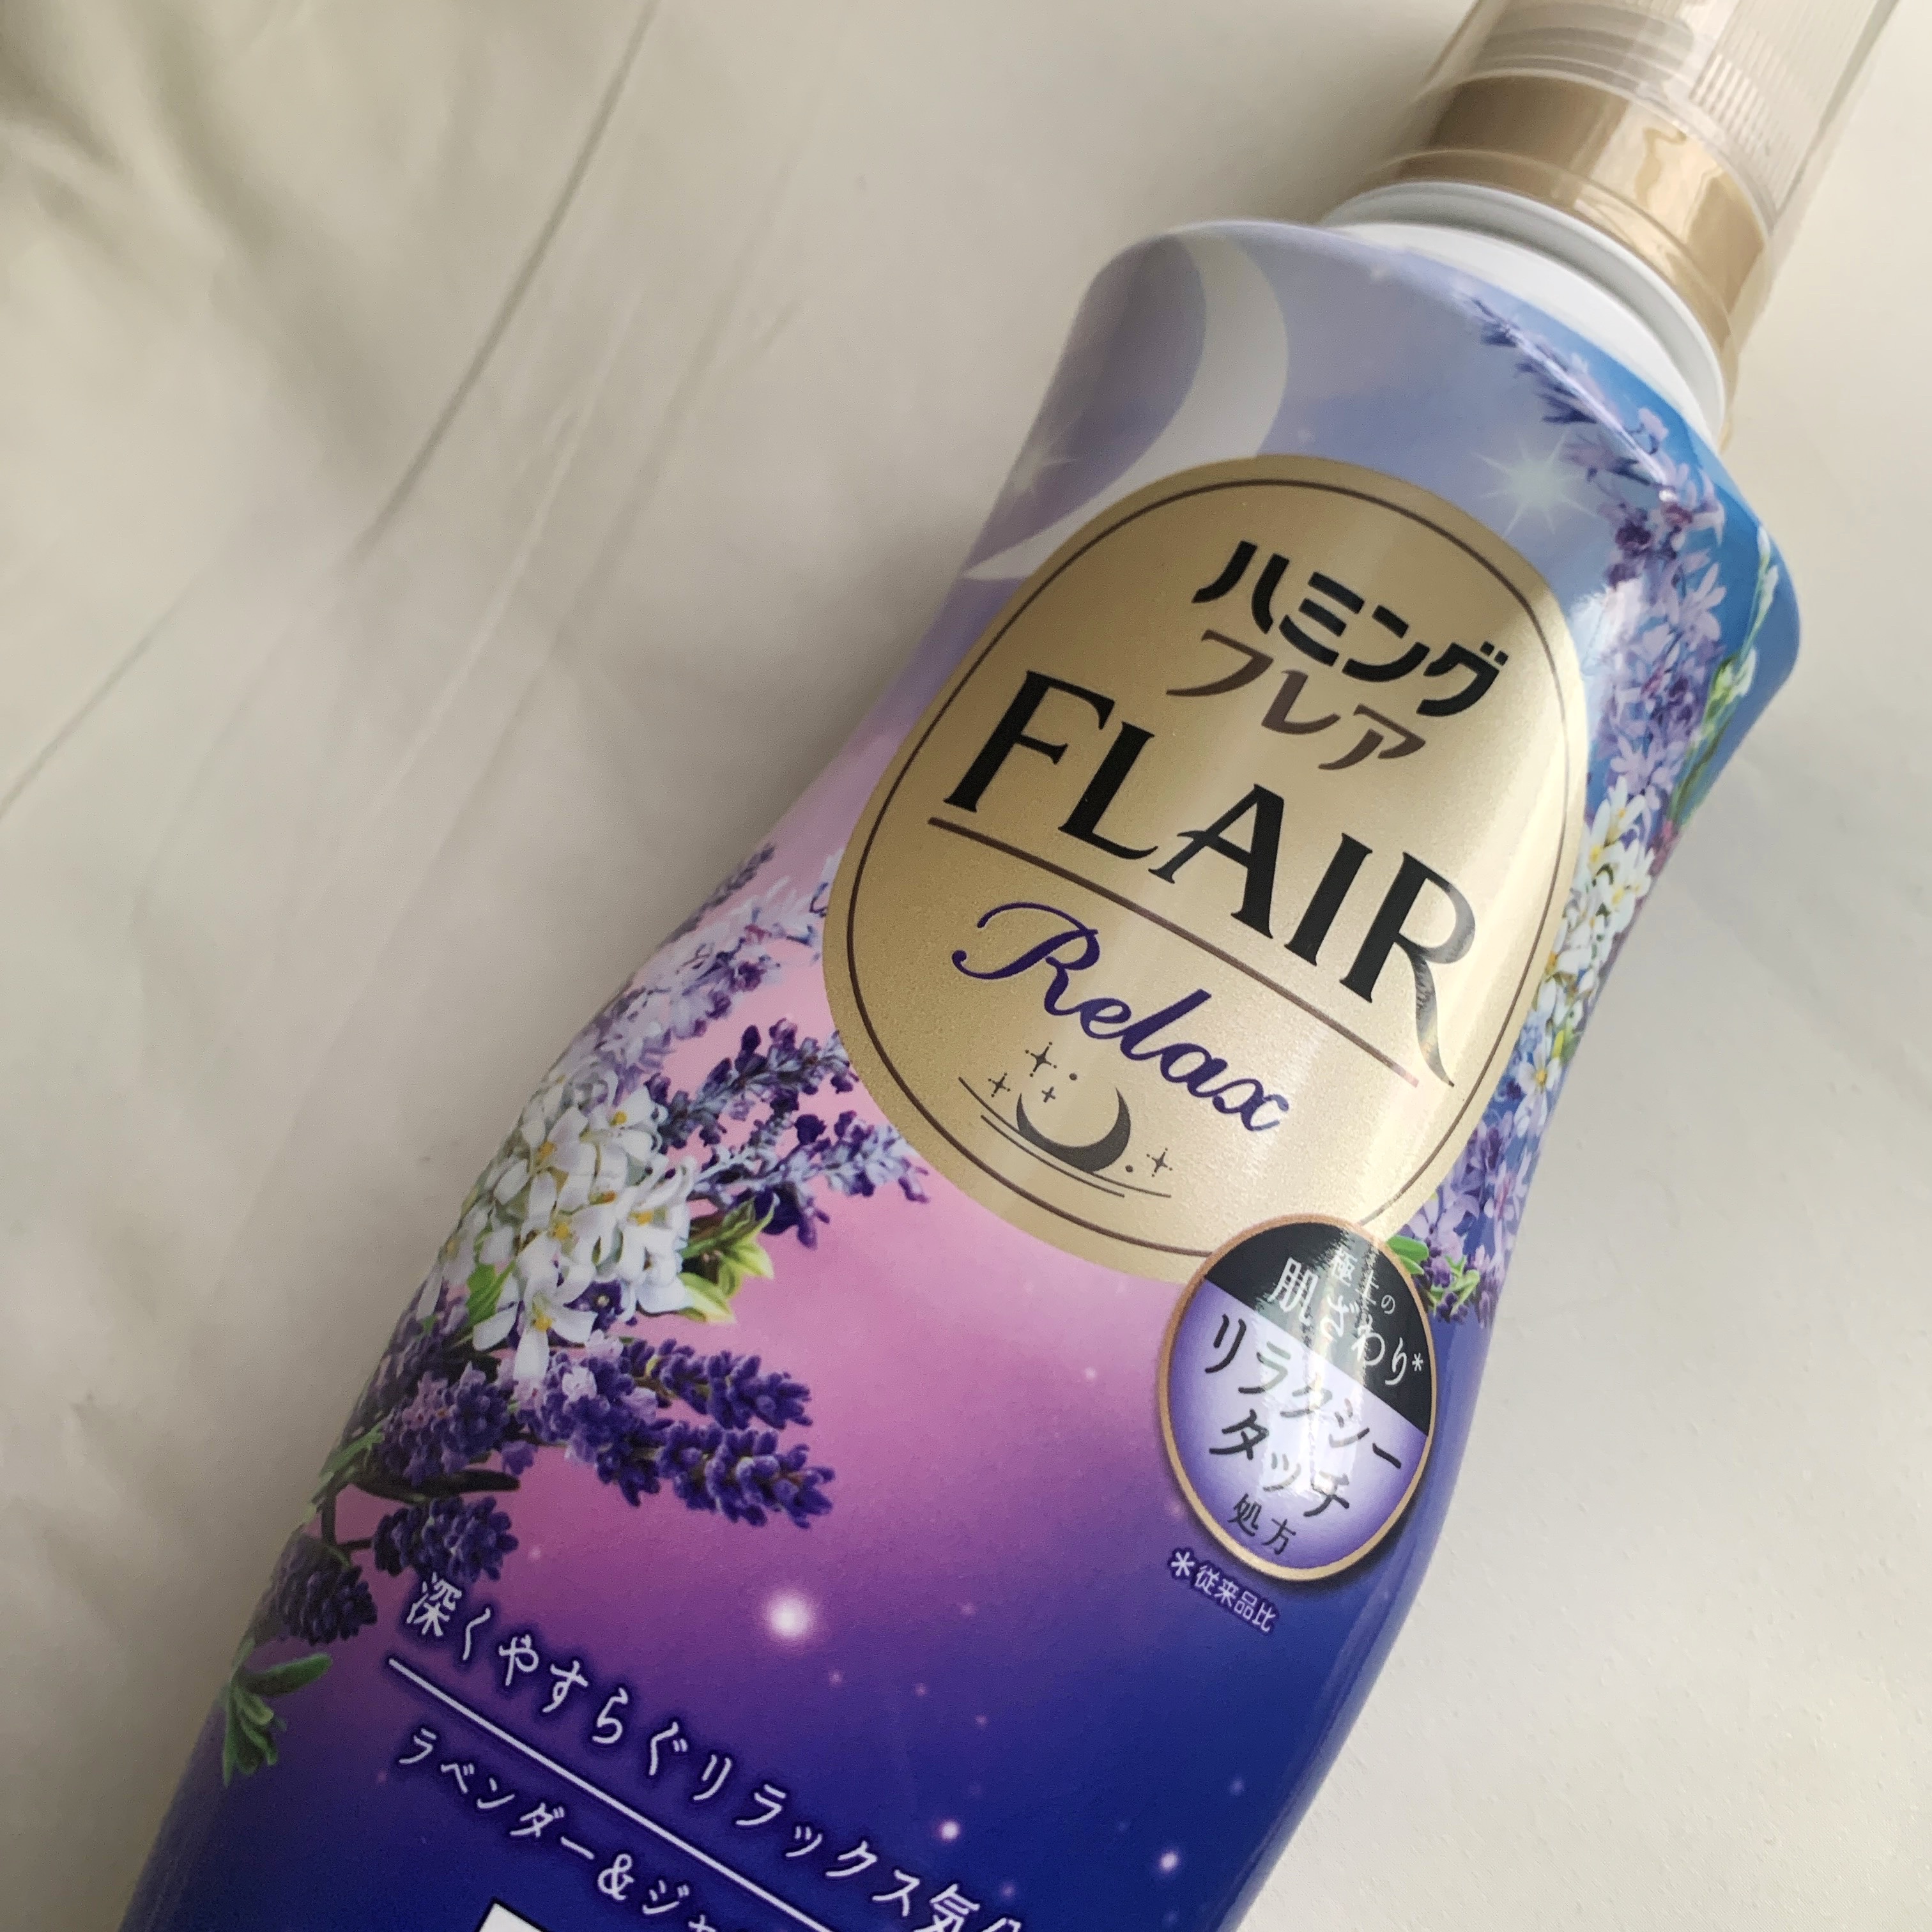 ハミング
フレア
FLAIR
Relax
極上の
肌ざわり*
リラクシー
タッチ
処方
*従来品比
深くやすらぐリラックス気分
ラベンダー&ジャ